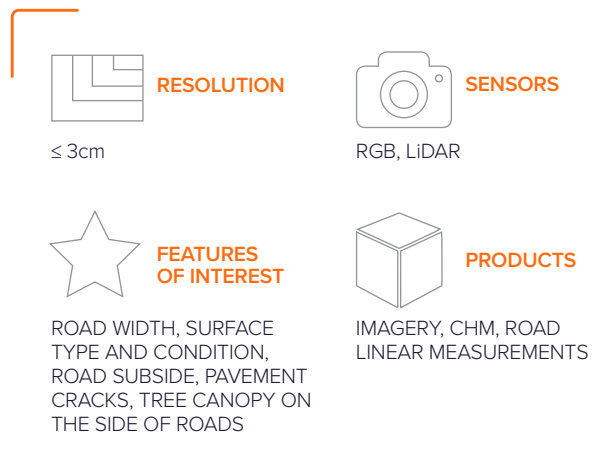 RESOLUTION
≤ 3cm
SENSORS
RGB, LiDAR
FEATURES
OF INTEREST
ROAD WIDTH, SURFACE
TYPE AND CONDITION,
ROAD SUBSIDE, PAVEMENT
CRACKS, TREE CANOPY ON
THE SIDE OF ROADS
PRODUCTS
IMAGERY, CHM, ROAD
LINEAR MEASUREMENTS